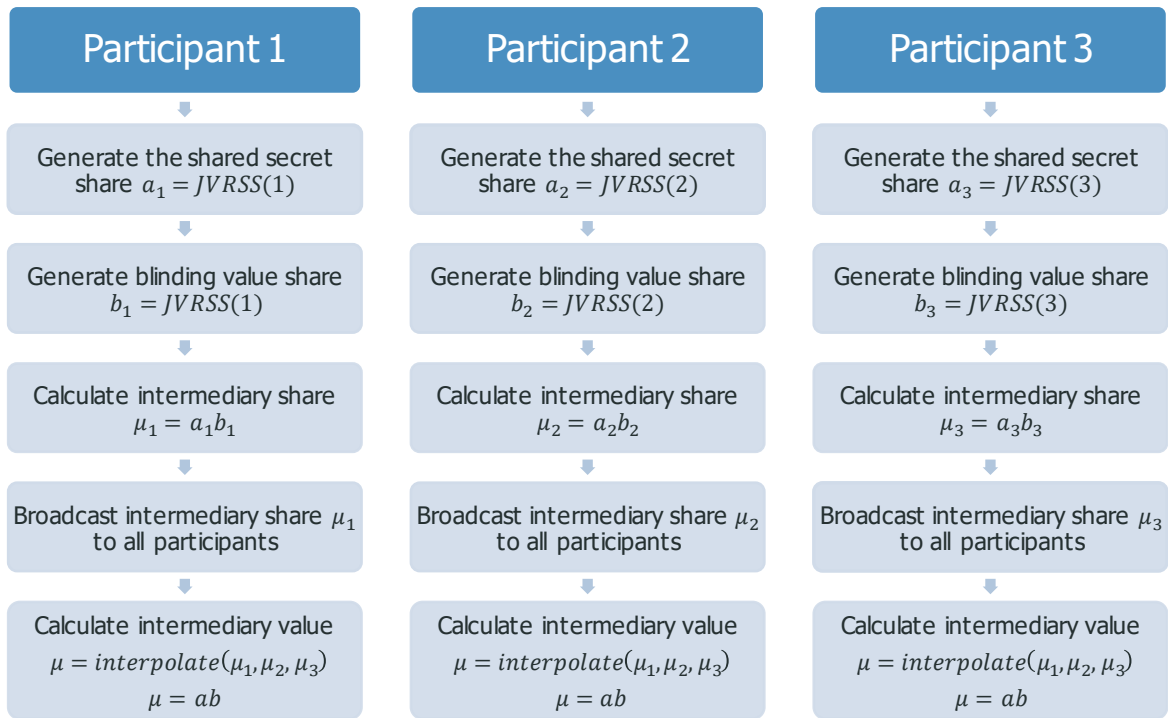 Participant 1
Generate the shared secret
share a₁ = JVRSS(1)
Generate blinding value share
b₁ = JVRSS(1)
Calculate intermediary share
μ₁ = a₁b₁
Broadcast intermediary share μ₁
to all participants
Calculate intermediary value
μ = interpolate(μ₁, μ₂, μ₃)
μ = ab
Participant 2
Generate the shared secret
share a₂ = JVRSS(2)
Generate blinding value share
b₂ = JVRSS(2)
Calculate intermediary share
μ₂ = a₂b₂
Broadcast intermediary share μ₂
to all participants
Calculate intermediary value
μ = interpolate(μ₁, μ₂, μ₃)
μ = ab
Participant 3
Generate the shared secret
share a₃ = JVRSS(3)
Generate blinding value share
b₃ = JVRSS(3)
Calculate intermediary share
μ₃ = a₃b₃
Broadcast intermediary share μ₃
to all participants
Calculate intermediary value
μ = interpolate(μ₁, μ₂, μ₃)
μ = ab